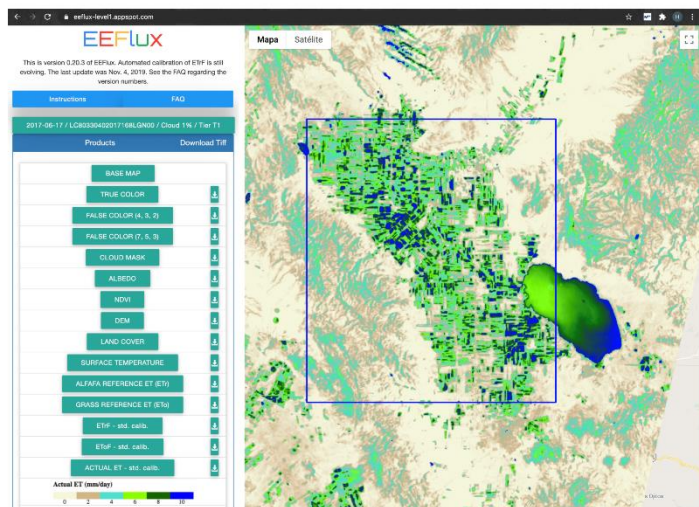 eeflux-level1.appspot.com
EEFLUX
This is version 0.20.3 of EEFlux. Automated calibration of ETrF is still
evolving. The last update was Nov. 4, 2019. See the FAQ regarding the
version numbers.
Instructions FAQ
2017-06-17 / LC80330402017168LGN00 / Cloud 1% / Tier T1
Products Download Tiff
BASE MAP
TRUE COLOR
FALSE COLOR (4, 3, 2)
FALSE COLOR (7, 5, 3)
CLOUD MASK
ALBEDO
NDVI
DEM
LAND COVER
SURFACE TEMPERATURE
ALFAFA REFERENCE ET (ETr)
GRASS REFERENCE ET (ETo)
ETrF - std. calib.
EToF - std. calib.
ACTUAL ET - std. calib.
Actual ET (mm/day)
0 2 4 6 8 10
Mapa Satélite